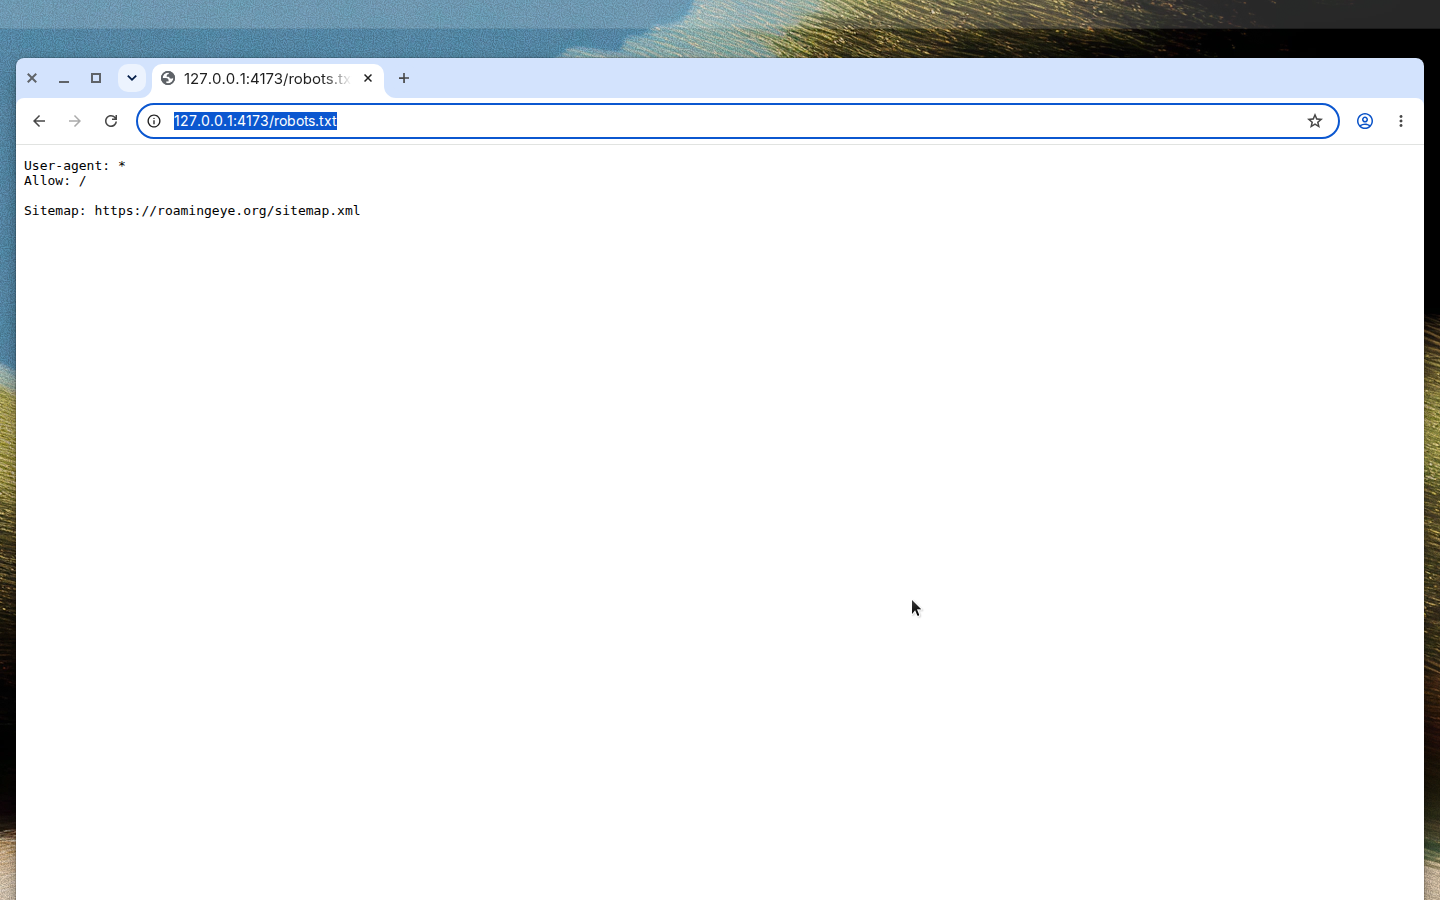 127.0.0.1:4173/robots.tx
127.0.0.1:4173/robots.txt
User-agent: *
Allow: /
Sitemap: https://roamingeye.org/sitemap.xml